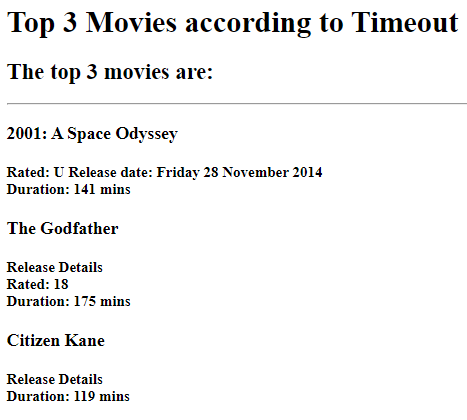 Top 3 Movies according to Timeout
The top 3 movies are:
2001: A Space Odyssey
Rated: U Release date: Friday 28 November 2014
Duration: 141 mins
The Godfather
Release Details
Rated: 18
Duration: 175 mins
Citizen Kane
Release Details
Duration: 119 mins